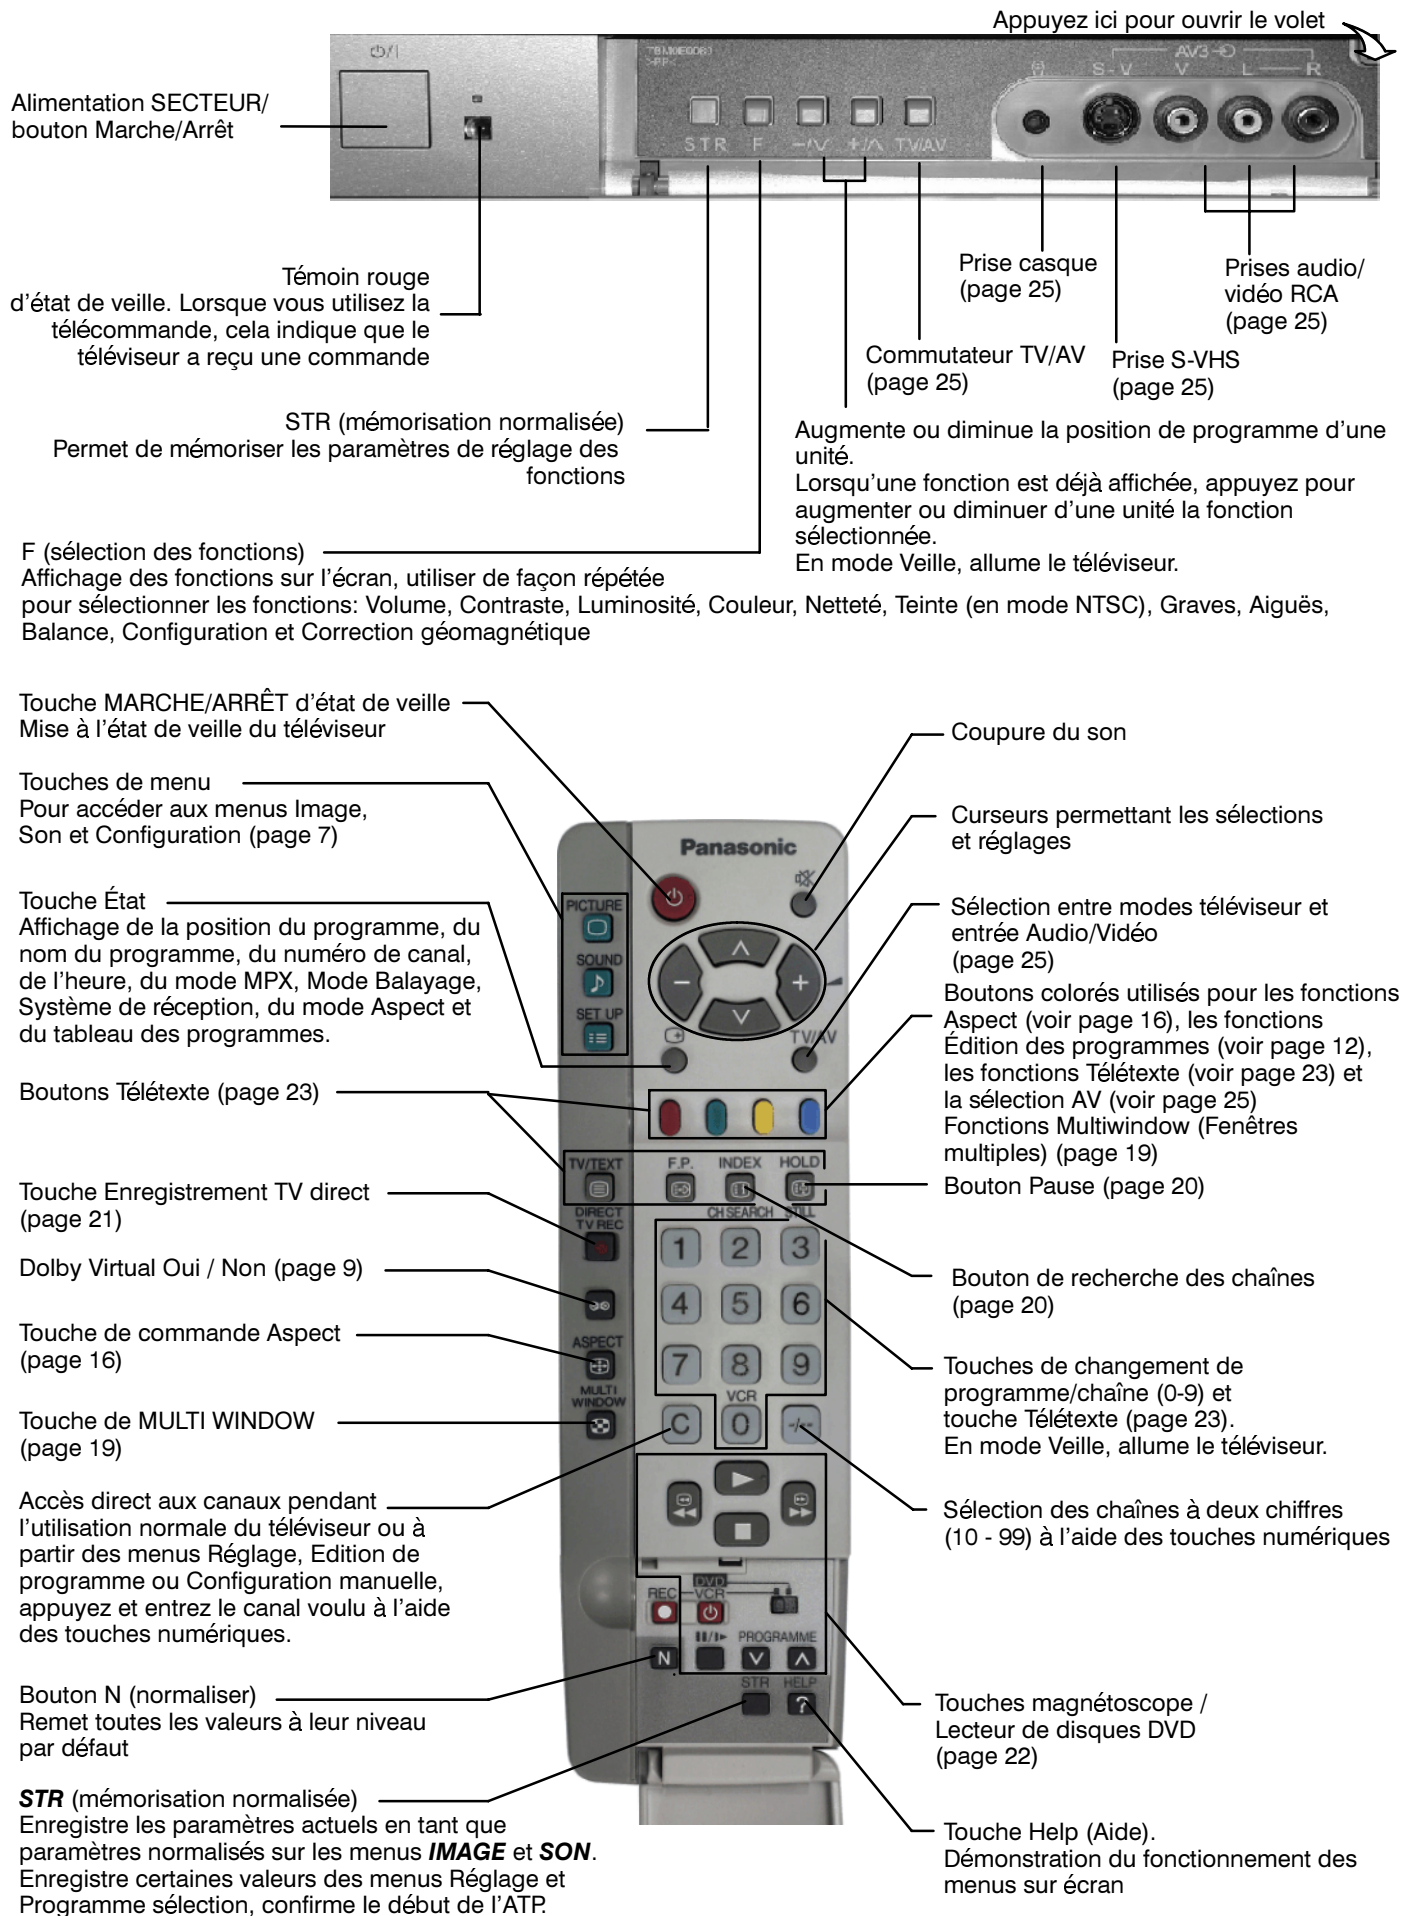 Appuyez ici pour ouvrir le volet
TBM0E0080
>PP<
AV3
S-V V L R
STR F −/∨ +/∧ TV/AV
Alimentation SECTEUR/
bouton Marche/Arrêt
Témoin rouge
d’état de veille. Lorsque vous utilisez la
télécommande, cela indique que le
téléviseur a reçu une commande
Prise casque
(page 25)
Prises audio/
vidéo RCA
(page 25)
Commutateur TV/AV
(page 25)
Prise S-VHS
(page 25)
STR (mémorisation normalisée)
Permet de mémoriser les paramètres de réglage des
fonctions
Augmente ou diminue la position de programme d’une
unité.
Lorsqu’une fonction est déjà affichée, appuyez pour
augmenter ou diminuer d’une unité la fonction
sélectionnée.
En mode Veille, allume le téléviseur.
F (sélection des fonctions)
Affichage des fonctions sur l’écran, utiliser de façon répétée
pour sélectionner les fonctions: Volume, Contraste, Luminosité, Couleur, Netteté, Teinte (en mode NTSC), Graves, Aiguës,
Balance, Configuration et Correction géomagnétique
Touche MARCHE/ARRÊT d’état de veille
Mise à l’état de veille du téléviseur
Touches de menu
Pour accéder aux menus Image,
Son et Configuration (page 7)
Touche État
Affichage de la position du programme, du
nom du programme, du numéro de canal,
de l’heure, du mode MPX, Mode Balayage,
Système de réception, du mode Aspect et
du tableau des programmes.
Boutons Télétexte (page 23)
Touche Enregistrement TV direct
(page 21)
Dolby Virtual Oui / Non (page 9)
Touche de commande Aspect
(page 16)
Touche de MULTI WINDOW
(page 19)
Accès direct aux canaux pendant
l’utilisation normale du téléviseur ou à
partir des menus Réglage, Edition de
programme ou Configuration manuelle,
appuyez et entrez le canal voulu à l’aide
des touches numériques.
Bouton N (normaliser)
Remet toutes les valeurs à leur niveau
par défaut
STR (mémorisation normalisée)
Enregistre les paramètres actuels en tant que
paramètres normalisés sur les menus IMAGE et SON.
Enregistre certaines valeurs des menus Réglage et
Programme sélection, confirme le début de l’ATP.
Panasonic
PICTURE
SOUND
SET UP
− +
TV/AV
TV/TEXT F.P. INDEX HOLD
DIRECT
TV REC
CH SEARCH STILL
1 2 3
4 5 6
ASPECT
7 8 9
MULTI
WINDOW
VCR
C 0 -/--
DVD
REC VCR
PROGRAMME
N
STR HELP
?
Coupure du son
Curseurs permettant les sélections
et réglages
Sélection entre modes téléviseur et
entrée Audio/Vidéo
(page 25)
Boutons colorés utilisés pour les fonctions
Aspect (voir page 16), les fonctions
Édition des programmes (voir page 12),
les fonctions Télétexte (voir page 23) et
la sélection AV (voir page 25)
Fonctions Multiwindow (Fenêtres
multiples) (page 19)
Bouton Pause (page 20)
Bouton de recherche des chaînes
(page 20)
Touches de changement de
programme/chaîne (0-9) et
touche Télétexte (page 23).
En mode Veille, allume le téléviseur.
Sélection des chaînes à deux chiffres
(10 - 99) à l’aide des touches numériques
Touches magnétoscope /
Lecteur de disques DVD
(page 22)
Touche Help (Aide).
Démonstration du fonctionnement des
menus sur écran